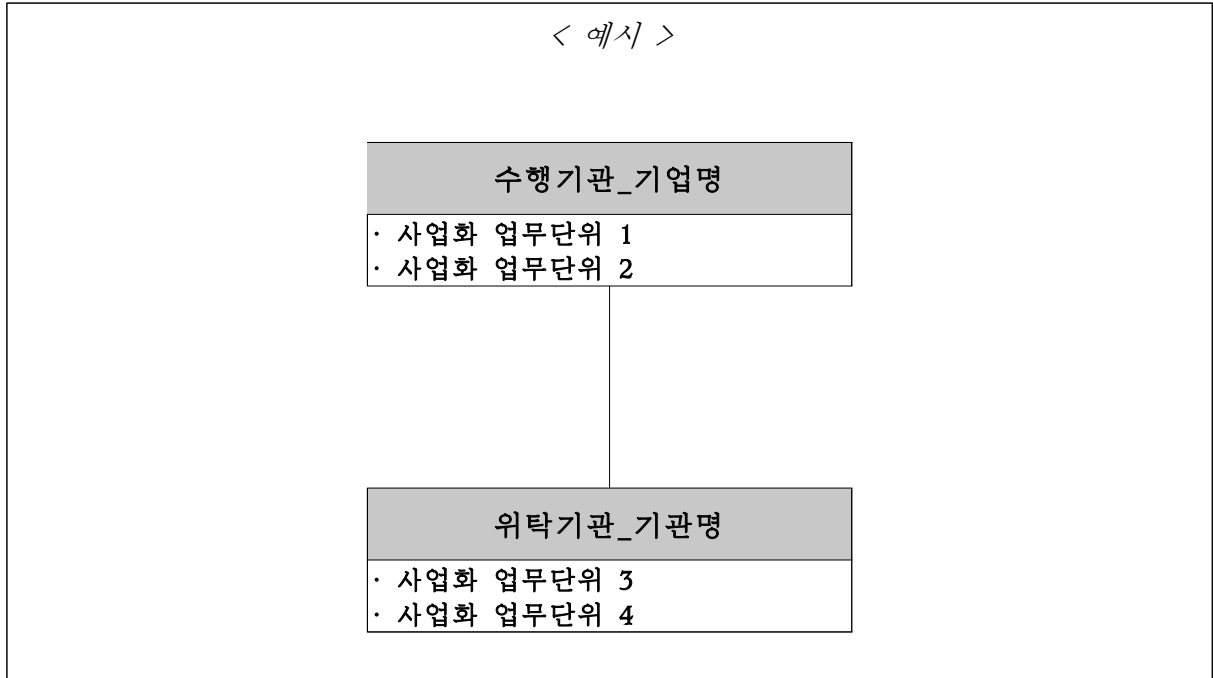 < 예시 >
수행기관_기업명
· 사업화 업무단위 1
· 사업화 업무단위 2
위탁기관_기관명
· 사업화 업무단위 3
· 사업화 업무단위 4